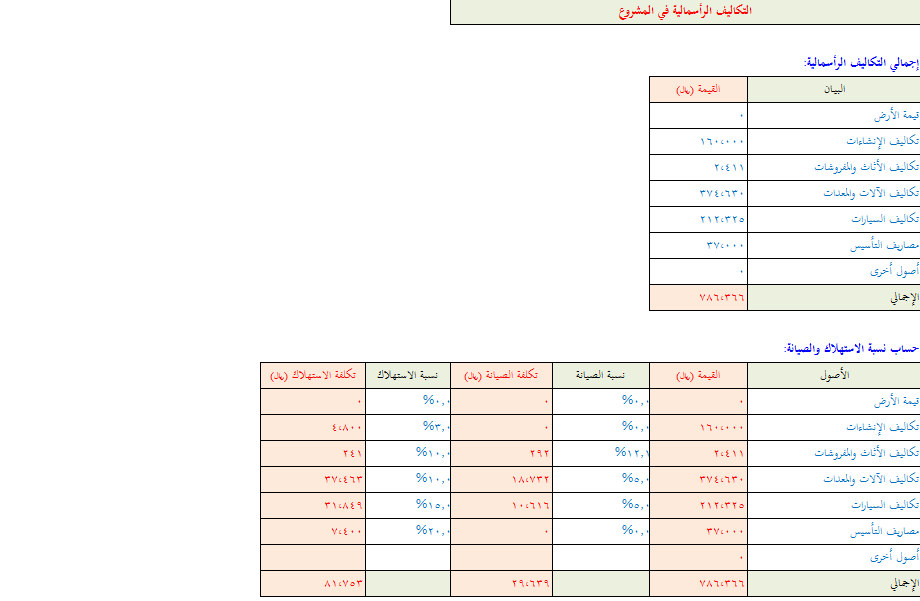 التكاليف الرأسمالية في المشروع
إجمالي التكاليف الرأسمالية:
البيان القيمة (ريال)
قيمة الأرض ٠
تكاليف الإنشاءات ١٦٠،٠٠٠
تكاليف الأثاث والمفروشات ٢،٤١١
تكاليف الآلات والمعدات ٣٧٤،٦٣٠
تكاليف السيارات ٢١٢،٣٢٥
مصاريف التأسيس ٣٧،٠٠٠
أصول أخرى ٠
الإجمالي ٧٨٦،٣٦٦
حساب نسبة الاستهلاك والصيانة:
الأصول القيمة (ريال) نسبة الصيانة تكلفة الصيانة (ريال) نسبة الاستهلاك تكلفة الاستهلاك (ريال)
قيمة الأرض ٠ %٠,٠ ٠ %٠,٠ ٠
تكاليف الإنشاءات ١٦٠،٠٠٠ %٠,٠ ٠ %٣,٠ ٤،٨٠٠
تكاليف الأثاث والمفروشات ٢،٤١١ %١٢,١ ٢٩٢ %١٠,٠ ٢٤١
تكاليف الآلات والمعدات ٣٧٤،٦٣٠ %٥,٠ ١٨،٧٣٢ %١٠,٠ ٣٧،٤٦٣
تكاليف السيارات ٢١٢،٣٢٥ %٥,٠ ١٠،٦١٦ %١٥,٠ ٣١،٨٤٩
مصاريف التأسيس ٣٧،٠٠٠ %٠,٠ ٠ %٢٠,٠ ٧،٤٠٠
أصول أخرى ٠
الإجمالي ٧٨٦،٣٦٦ ٢٩،٦٣٩ ٨١،٧٥٣